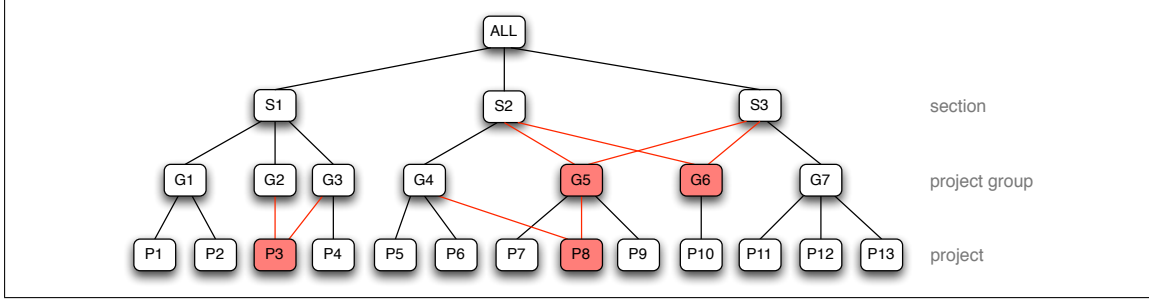 ALL
S1 S2 S3 section
G1 G2 G3 G4 G5 G6 G7 project group
P1 P2 P3 P4 P5 P6 P7 P8 P9 P10 P11 P12 P13 project